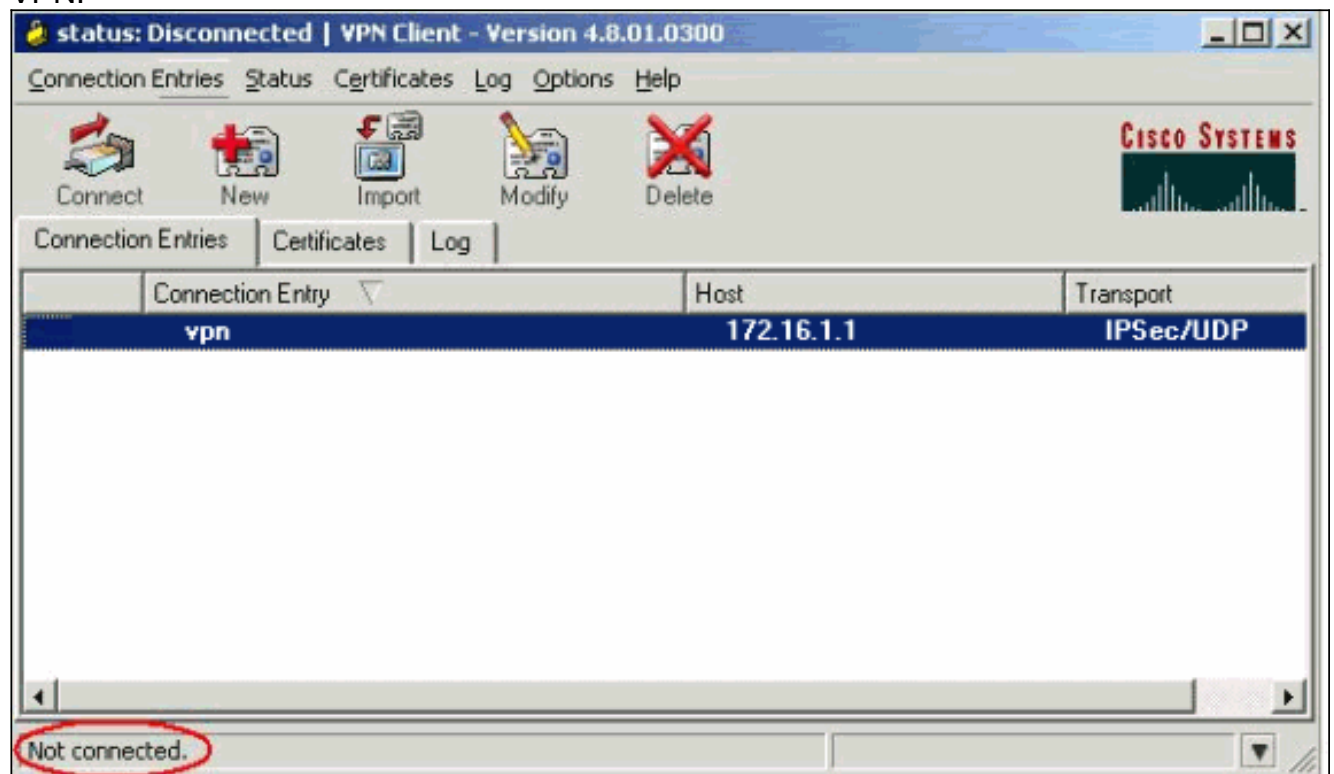 VPN.
status: Disconnected | VPN Client - Version 4.8.01.0300
Connection Entries Status Certificates Log Options Help
Connect New Import Modify Delete
CISCO SYSTEMS
Connection Entries Certificates Log
Connection Entry Host Transport
vpn 172.16.1.1 IPSec/UDP
Not connected.